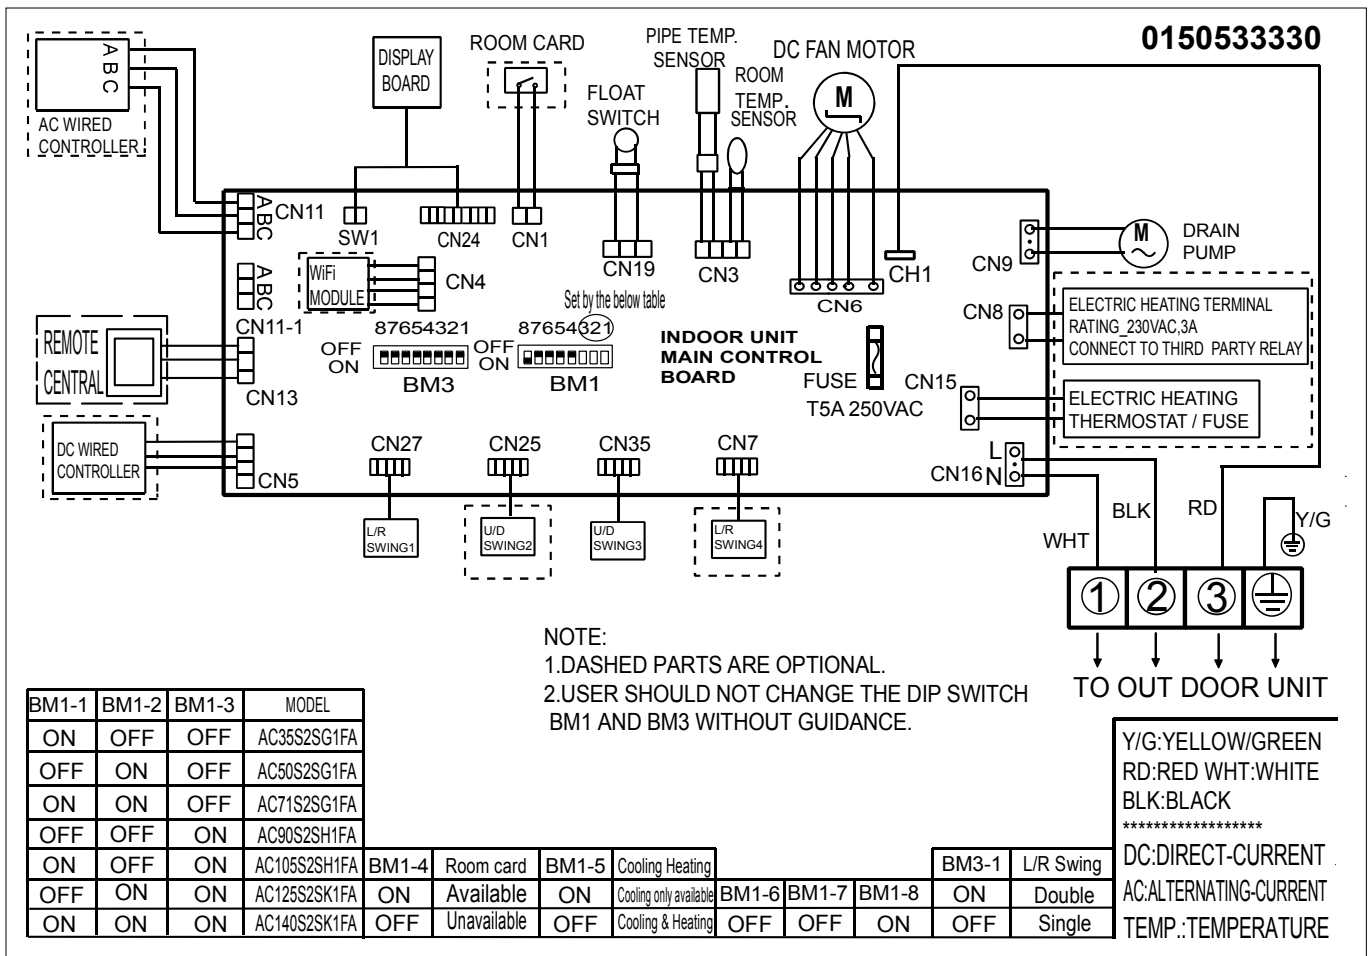 0150533330
A
B
C
AC WIRED
CONTROLLER
DISPLAY
BOARD
ROOM CARD
FLOAT
SWITCH
PIPE TEMP.
SENSOR
ROOM
TEMP.
SENSOR
DC FAN MOTOR
M
A
B
C
CN11
SW1
CN24
CN1
CN19
CN3
CN6
CH1
CN9
M
DRAIN
PUMP
A
B
C
CN11-1
WiFi
MODULE
CN4
Set by the below table
87654321
OFF
ON
BM3
87654321
OFF
ON
BM1
INDOOR UNIT
MAIN CONTROL
BOARD
FUSE
T5A 250VAC
CN8
ELECTRIC HEATING TERMINAL
RATING_230VAC,3A
CONNECT TO THIRD PARTY RELAY
CN15
ELECTRIC HEATING
THERMOSTAT / FUSE
REMOTE
CENTRAL
CN13
DC WIRED
CONTROLLER
CN5
CN27
CN25
CN35
CN7
L
CN16 N
L/R
SWING1
U/D
SWING2
U/D
SWING3
L/R
SWING4
WHT
BLK
RD
Y/G
1 2 3
TO OUT DOOR UNIT
NOTE:
1.DASHED PARTS ARE OPTIONAL.
2.USER SHOULD NOT CHANGE THE DIP SWITCH
BM1 AND BM3 WITHOUT GUIDANCE.
BM1-1 BM1-2 BM1-3 MODEL
ON OFF OFF AC35S2SG1FA
OFF ON OFF AC50S2SG1FA
ON ON OFF AC71S2SG1FA
OFF OFF ON AC90S2SH1FA
ON OFF ON AC105S2SH1FA BM1-4 Room card BM1-5 Cooling Heating BM3-1 L/R Swing
OFF ON ON AC125S2SK1FA ON Available ON Cooling only available BM1-6 BM1-7 BM1-8 ON Double
ON ON ON AC140S2SK1FA OFF Unavailable OFF Cooling & Heating OFF OFF ON OFF Single
Y/G:YELLOW/GREEN
RD:RED WHT:WHITE
BLK:BLACK
******************
DC:DIRECT-CURRENT
AC:ALTERNATING-CURRENT
TEMP.:TEMPERATURE